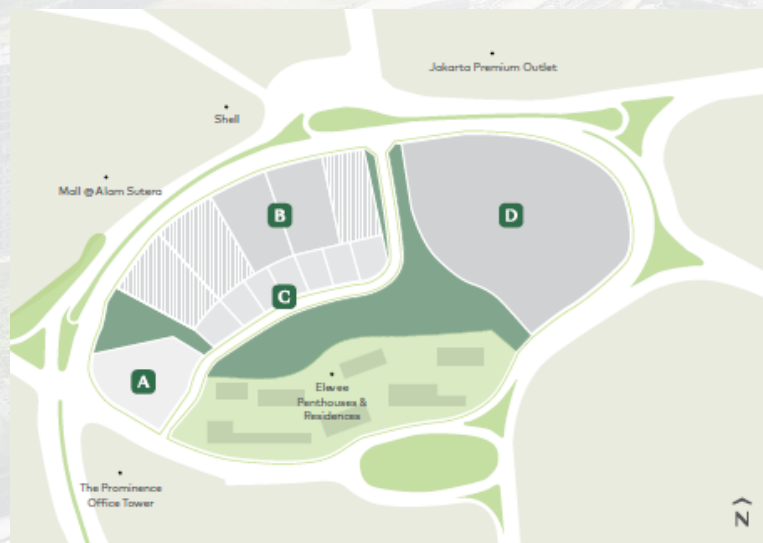 Jakarta Premium Outlet
Shell
Mall @ Alam Sutera
B
D
C
A
Elevee
Penthouses &
Residences
The Prominence
Office Tower
N